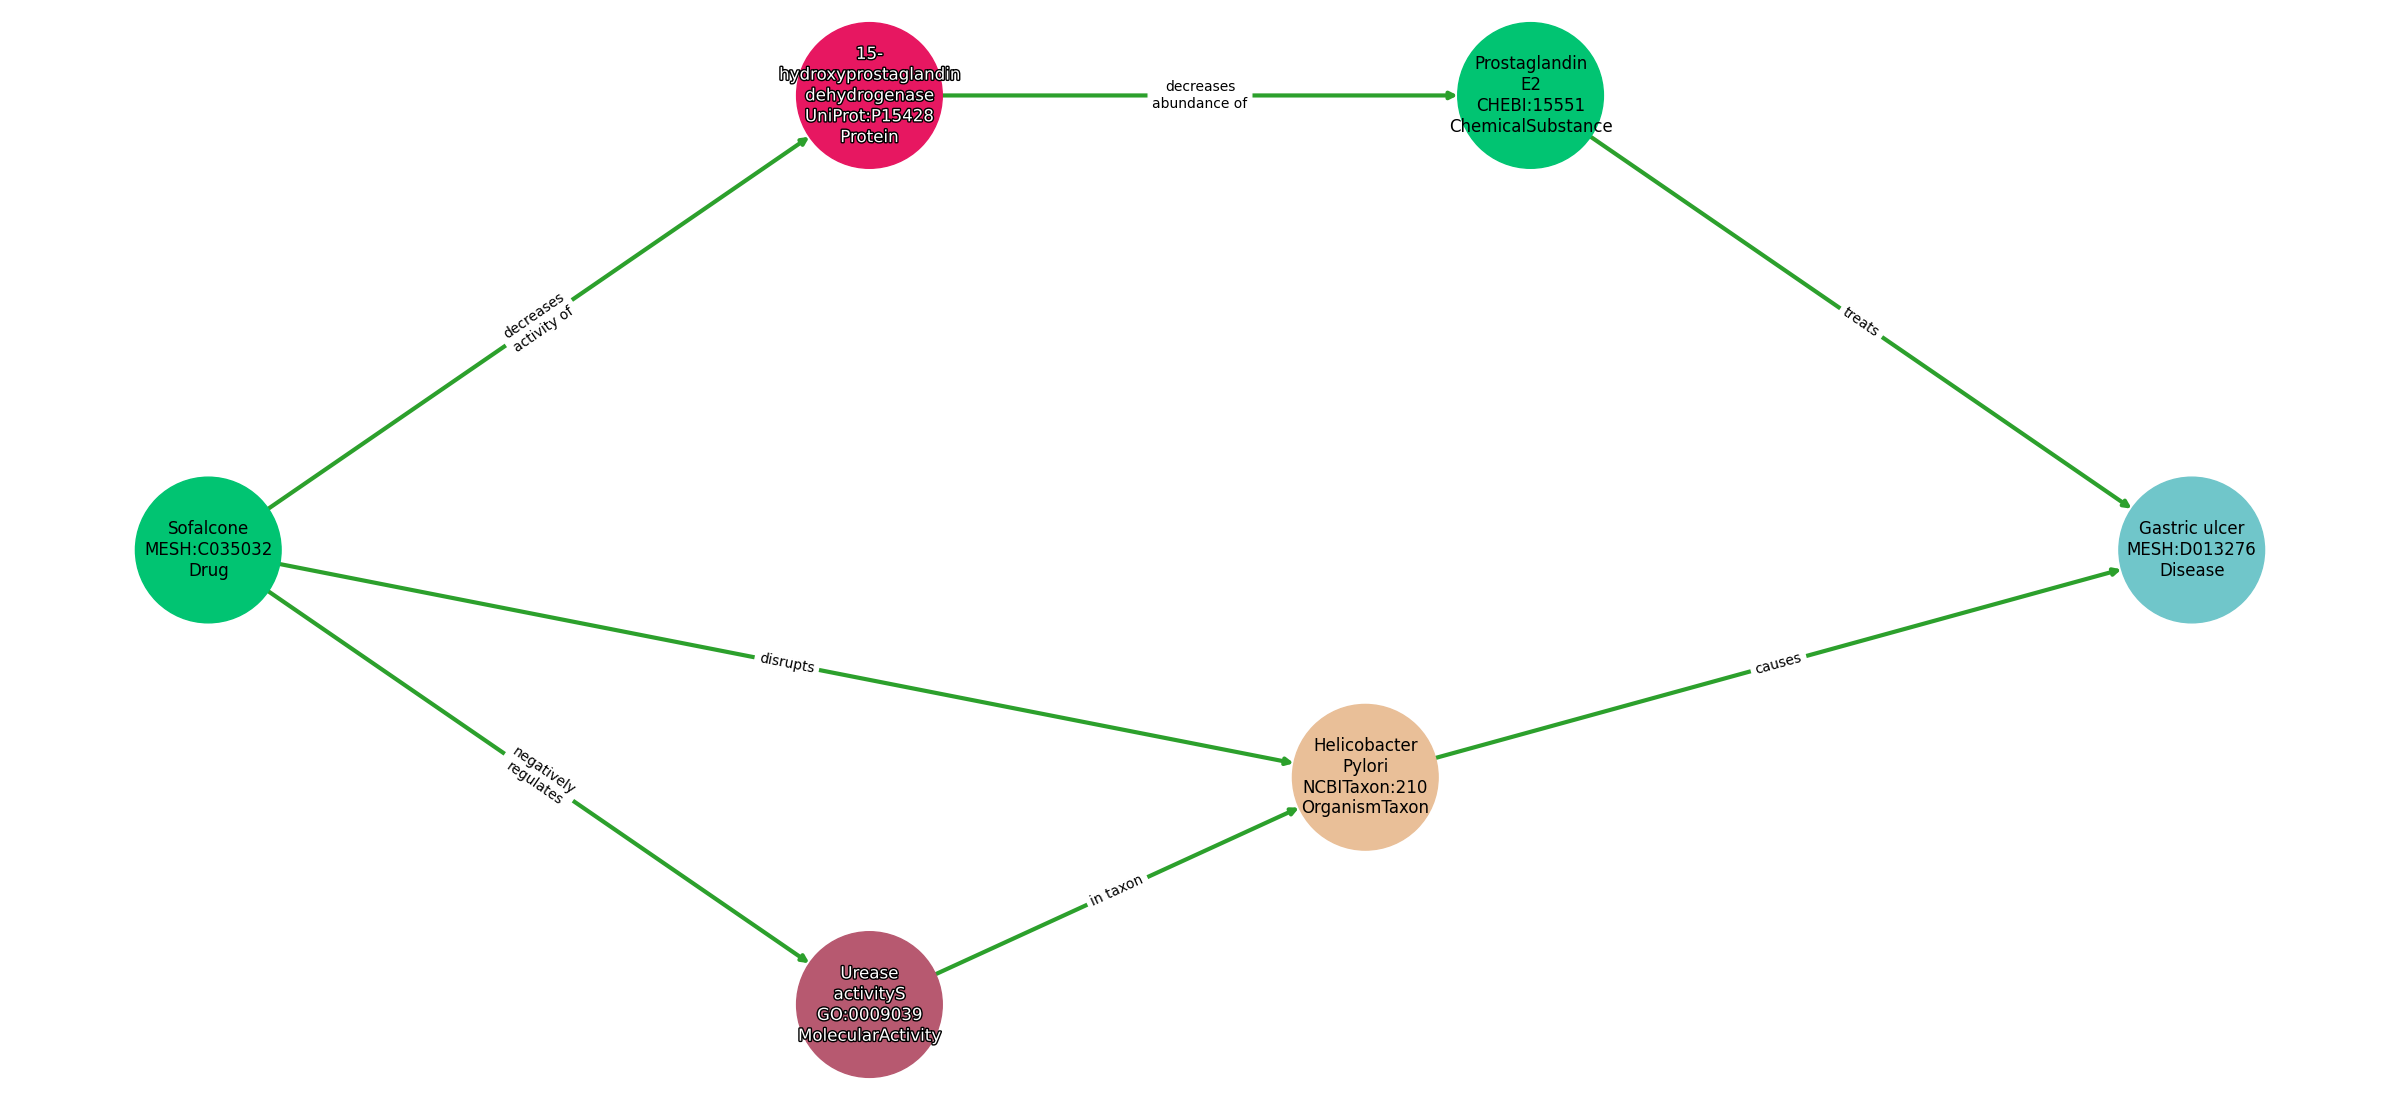 15-
hydroxyprostaglandin
dehydrogenase
UniProt:P15428
Protein
decreases
abundance of
Prostaglandin
E2
CHEBI:15551
ChemicalSubstance
decreases
activity of
treats
Sofalcone
MESH:C035032
Drug
Gastric ulcer
MESH:D013276
Disease
disrupts
causes
negatively
regulates
Helicobacter
Pylori
NCBITaxon:210
OrganismTaxon
in taxon
Urease
activityS
GO:0009039
MolecularActivity